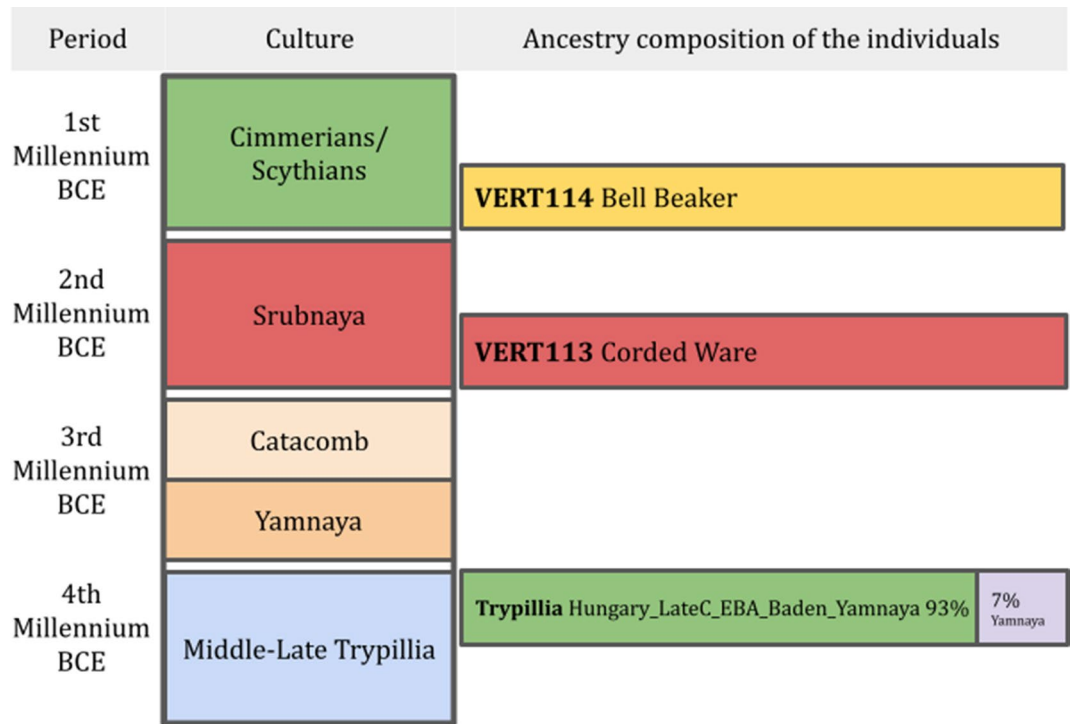 Period
Culture
Ancestry composition of the individuals
1st
Millennium
BCE
Cimmerians/
Scythians
VERT114 Bell Beaker
2nd
Millennium
BCE
Srubnaya
VERT113 Corded Ware
3rd
Millennium
BCE
Catacomb
Yamnaya
4th
Millennium
BCE
Middle-Late Trypillia
Trypillia Hungary_LateC_EBA_Baden_Yamnaya 93%
7%
Yamnaya